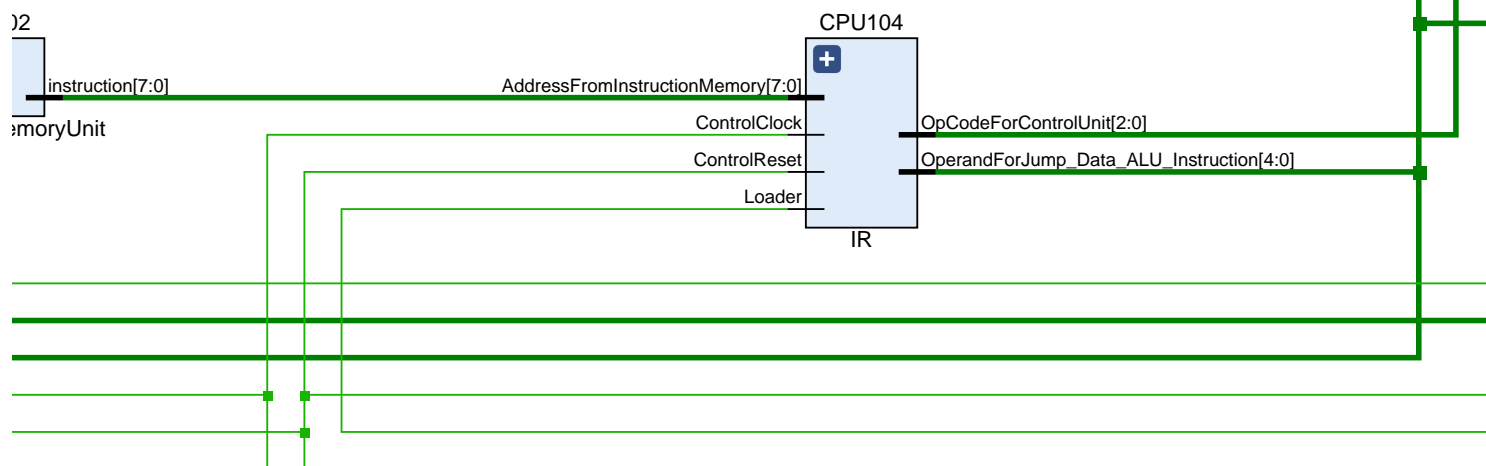 02
CPU104
instruction[7:0]
AddressFromInstructionMemory[7:0]
emoryUnit
ControlClock
OpCodeForControlUnit[2:0]
ControlReset
OperandForJump_Data_ALU_Instruction[4:0]
Loader
IR